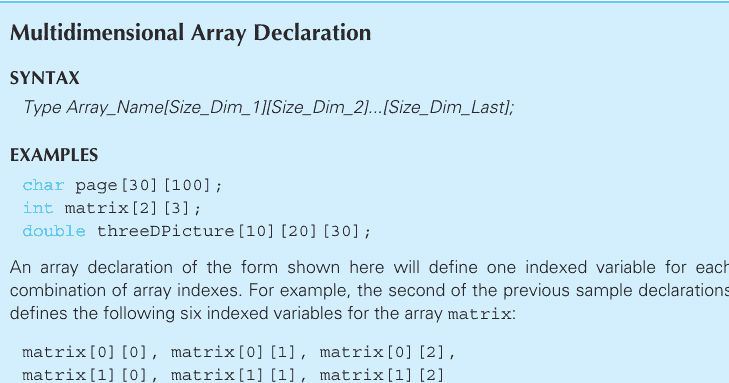 Multidimensional Array Declaration
SYNTAX
Type Array_Name[Size_Dim_1][Size_Dim_2]...[Size_Dim_Last];
EXAMPLES
char page[30][100];
int matrix[2][3];
double threeDPicture[10][20][30];
An array declaration of the form shown here will define one indexed variable for each
combination of array indexes. For example, the second of the previous sample declarations
defines the following six indexed variables for the array matrix:
matrix[0][0], matrix[0][1], matrix[0][2],
matrix[1][0], matrix[1][1], matrix[1][2]